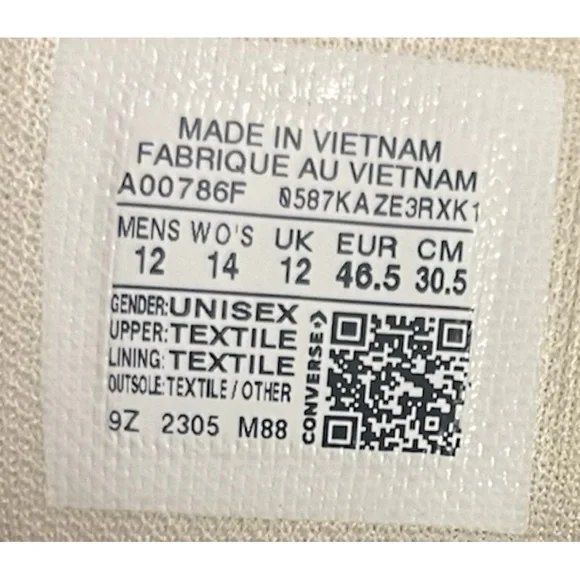 MADE IN VIETNAM
FABRIQUE AU VIETNAM
A00786F 0587KAZE3RXK1
MENS WO'S UK EUR CM
12 14 12 46.5 30.5
GENDER:UNISEX
UPPER:TEXTILE
LINING:TEXTILE
OUTSOLE:TEXTILE / OTHER
9Z 2305 M88
CONVERSE